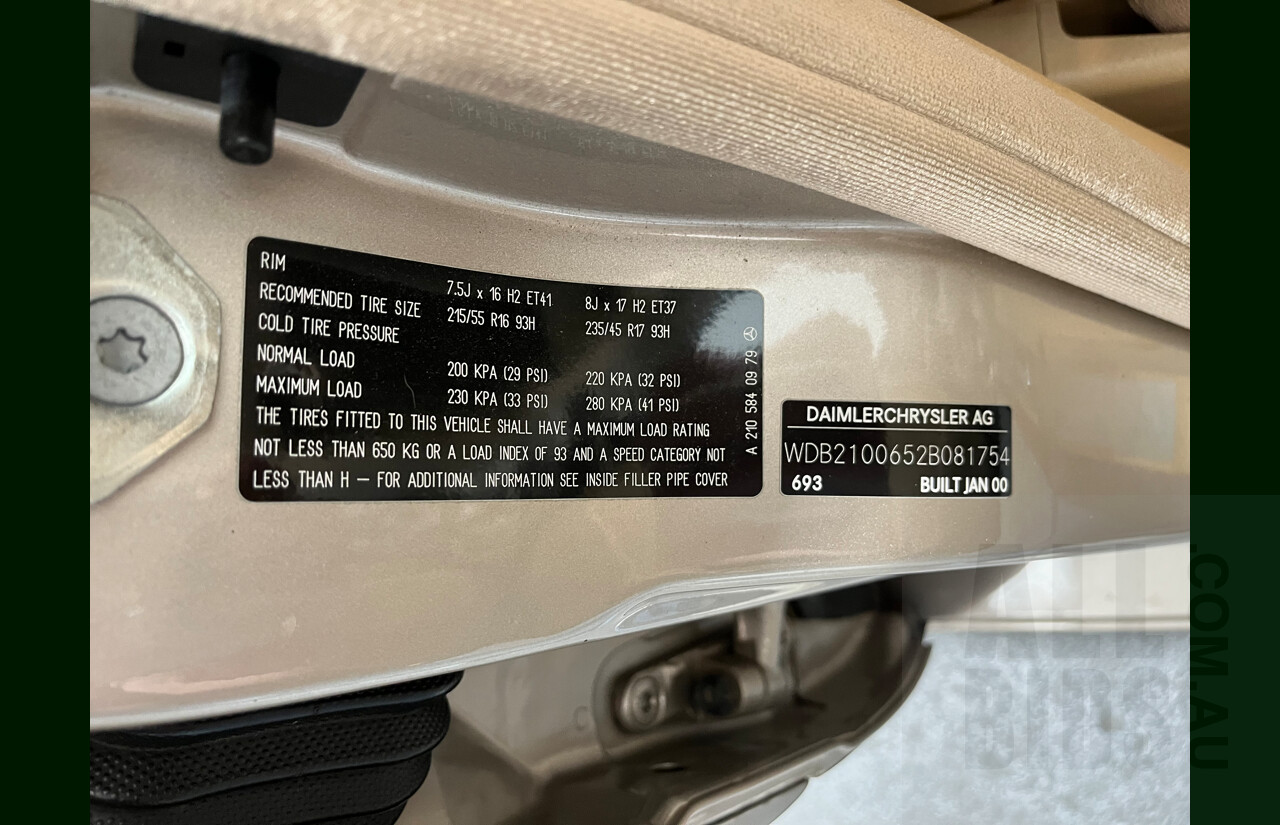 RIM 7.5J x 16 H2 ET41 8J x 17 H2 ET37
RECOMMENDED TIRE SIZE 215/55 R16 93H 235/45 R17 93H
COLD TIRE PRESSURE
NORMAL LOAD 200 KPA (29 PSI) 220 KPA (32 PSI)
MAXIMUM LOAD 230 KPA (33 PSI) 280 KPA (41 PSI)
THE TIRES FITTED TO THIS VEHICLE SHALL HAVE A MAXIMUM LOAD RATING
NOT LESS THAN 650 KG OR A LOAD INDEX OF 93 AND A SPEED CATEGORY NOT
LESS THAN H – FOR ADDITIONAL INFORMATION SEE INSIDE FILLER PIPE COVER
A 210 584 09 79
DAIMLERCHRYSLER AG
WDB2100652B081754
693 BUILT JAN 00
ALL
BIDS
.COM.AU